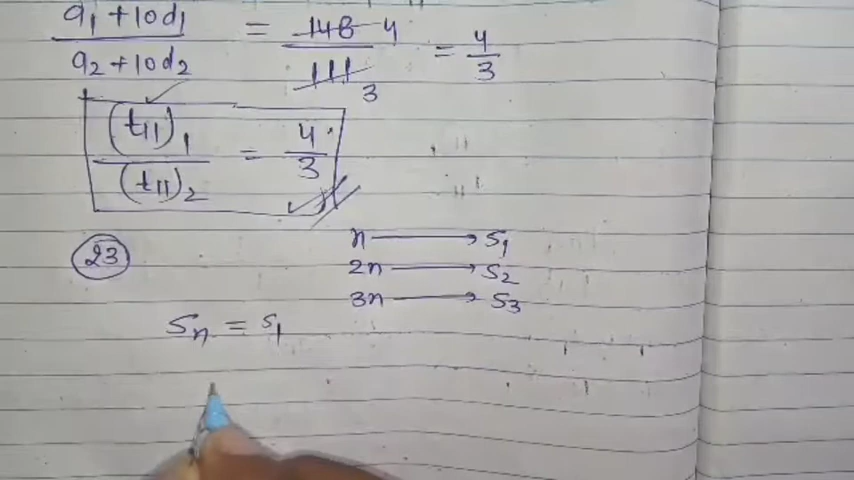 a₁ + 10d₁ / a₂ + 10d₂ = 148 4 / 111 3 = 4/3
(t₁₁)₁ / (t₁₁)₂ = 4/3
23 n → S₁
2n → S₂
3n → S₃
Sₙ = S₁